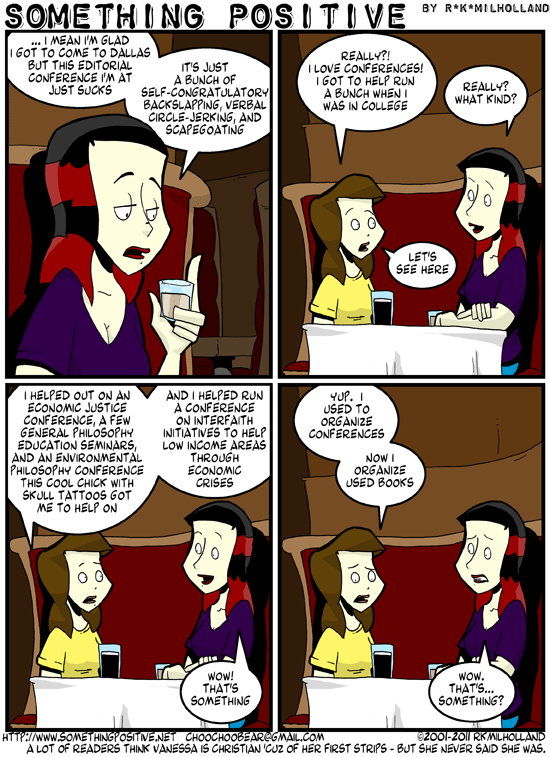 SOMETHING POSITIVE BY R*K*MILHOLLAND
... I MEAN I'M GLAD
I GOT TO COME TO DALLAS
BUT THIS EDITORIAL
CONFERENCE I'M AT
JUST SUCKS
IT'S JUST
A BUNCH OF
SELF-CONGRATULATORY
BACKSLAPPING, VERBAL
CIRCLE-JERKING, AND
SCAPEGOATING
REALLY?!
I LOVE CONFERENCES!
I GOT TO HELP RUN
A BUNCH WHEN I
WAS IN COLLEGE
REALLY?
WHAT KIND?
LET'S
SEE HERE
I HELPED OUT ON AN
ECONOMIC JUSTICE
CONFERENCE, A FEW
GENERAL PHILOSOPHY
EDUCATION SEMINARS,
AND AN ENVIRONMENTAL
PHILOSOPHY CONFERENCE
THIS COOL CHICK WITH
SKULL TATTOOS GOT
ME TO HELP ON
AND I HELPED RUN
A CONFERENCE
ON INTERFAITH
INITIATIVES TO HELP
LOW INCOME AREAS
THROUGH
ECONOMIC
CRISES
WOW!
THAT'S
SOMETHING
YUP. I
USED TO
ORGANIZE
CONFERENCES
NOW I
ORGANIZE
USED BOOKS
WOW.
THAT'S...
SOMETHING?
HTTP://WWW.SOMETHINGPOSITIVE.NET CHOOCHOOBEAR@GMAIL.COM ©2001-2011 RKMILHOLLAND
A LOT OF READERS THINK VANESSA IS CHRISTIAN 'CUZ OF HER FIRST STRIPS - BUT SHE NEVER SAID SHE WAS.